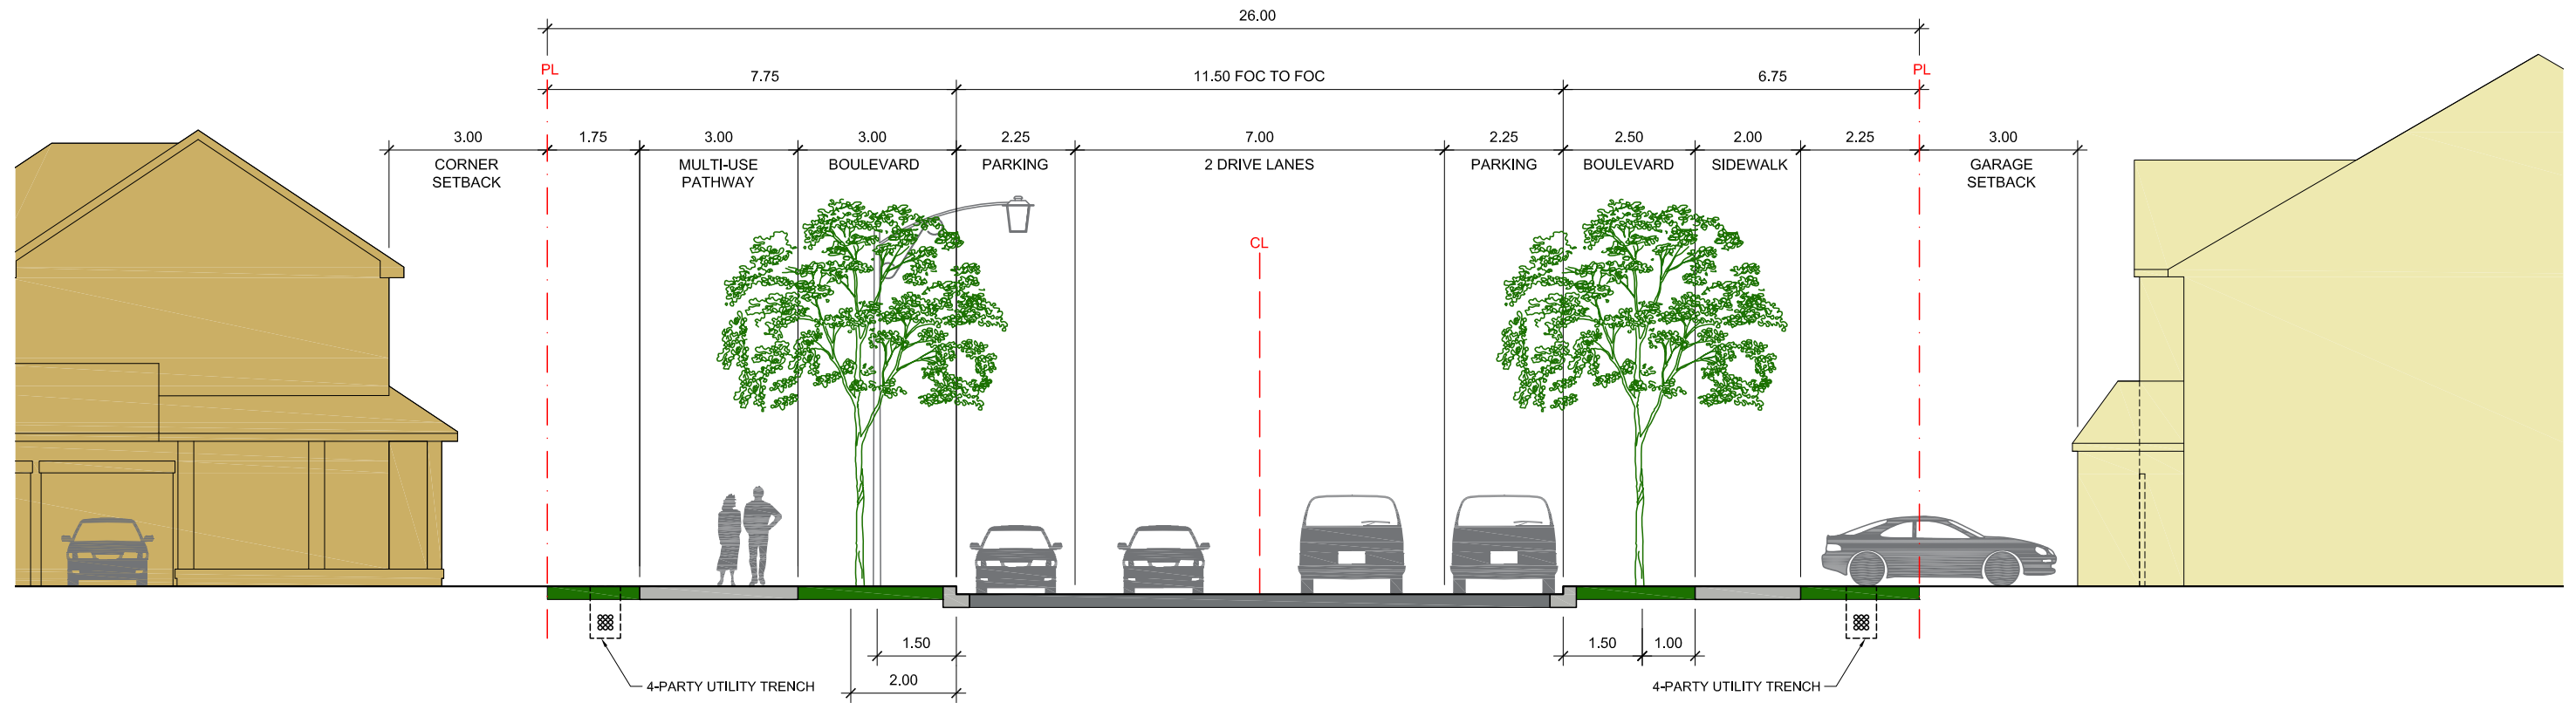 26.00
PL
7.75
11.50 FOC TO FOC
6.75
PL
3.00
1.75
3.00
3.00
2.25
7.00
2.25
2.50
2.00
2.25
3.00
CORNER
SETBACK
MULTI-USE
PATHWAY
BOULEVARD
PARKING
2 DRIVE LANES
PARKING
BOULEVARD
SIDEWALK
GARAGE
SETBACK
CL
1.50
1.50
1.00
2.00
4-PARTY UTILITY TRENCH
4-PARTY UTILITY TRENCH